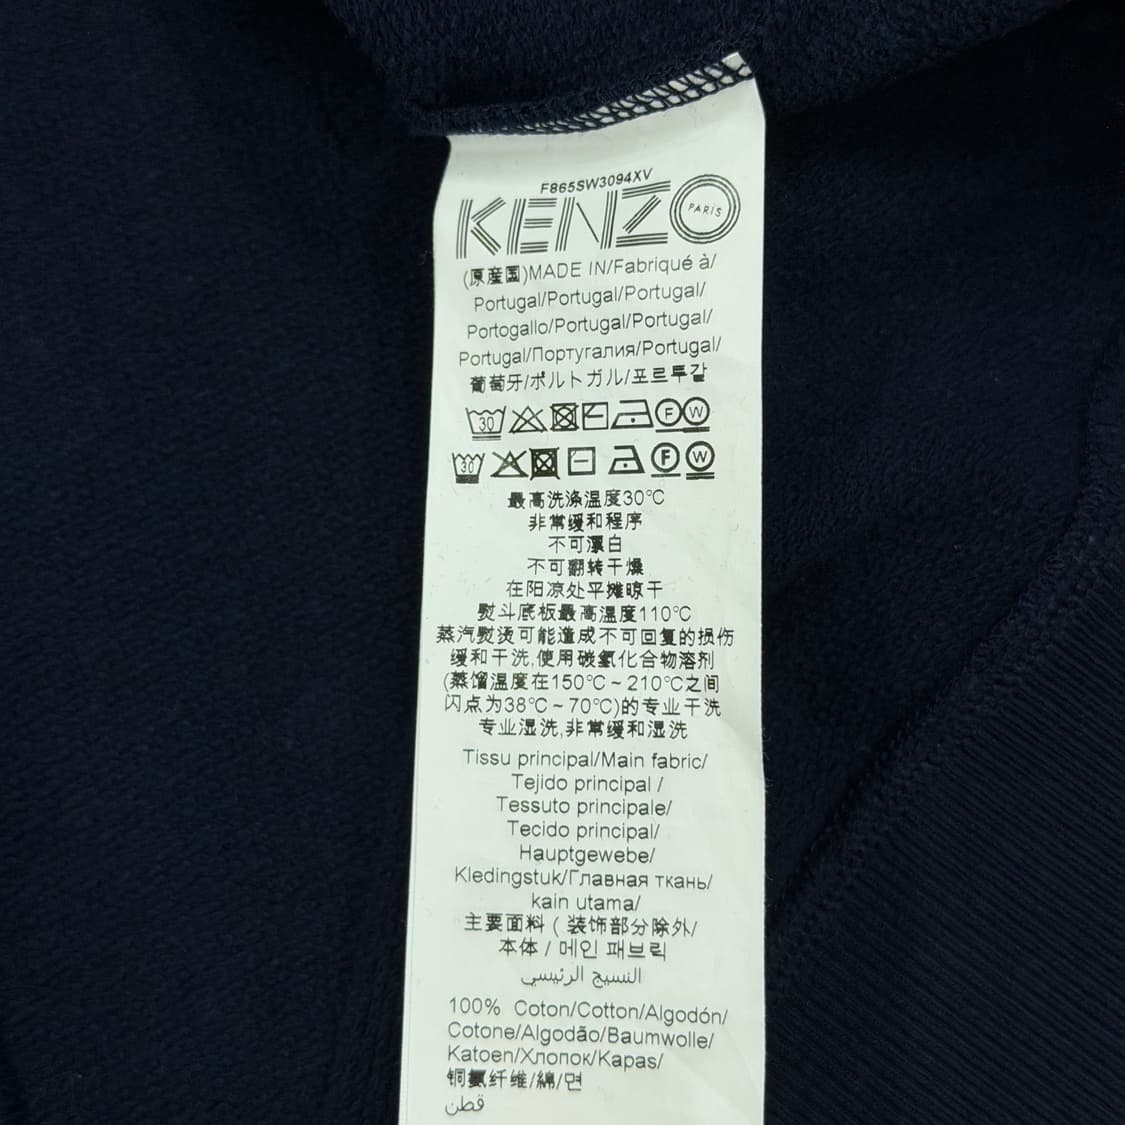 F865SW3094XV
KENZO PARIS
(原産国)MADE IN/Fabriqué à/
Portugal/Portugal/Portugal/
Portogallo/Portugal/Portugal/
Portugal/Португалия/Portugal/
葡萄牙/ポルトガル/포르투갈
30 F W
30 F W
最高洗涤温度30°C
非常缓和程序
不可漂白
不可翻转干燥
在阳凉处平摊晾干
熨斗底板最高温度110°C
蒸汽熨烫可能造成不可回复的损伤
缓和干洗,使用碳氢化合物溶剂
(蒸馏温度在150°C~210°C之间
闪点为38°C~70°C)的专业干洗
专业湿洗,非常缓和湿洗
Tissu principal/Main fabric/
Tejido principal /
Tessuto principale/
Tecido principal/
Hauptgewebe/
Kledingstuk/Главная ткань/
kain utama/
主要面料 ( 装饰部分除外/
本体 / 메인 패브릭
النسيج الرئيسي
100% Coton/Cotton/Algodón/
Cotone/Algodão/Baumwolle/
Katoen/Хлопок/Kapas/
铜氨纤维/綿/면
قطن